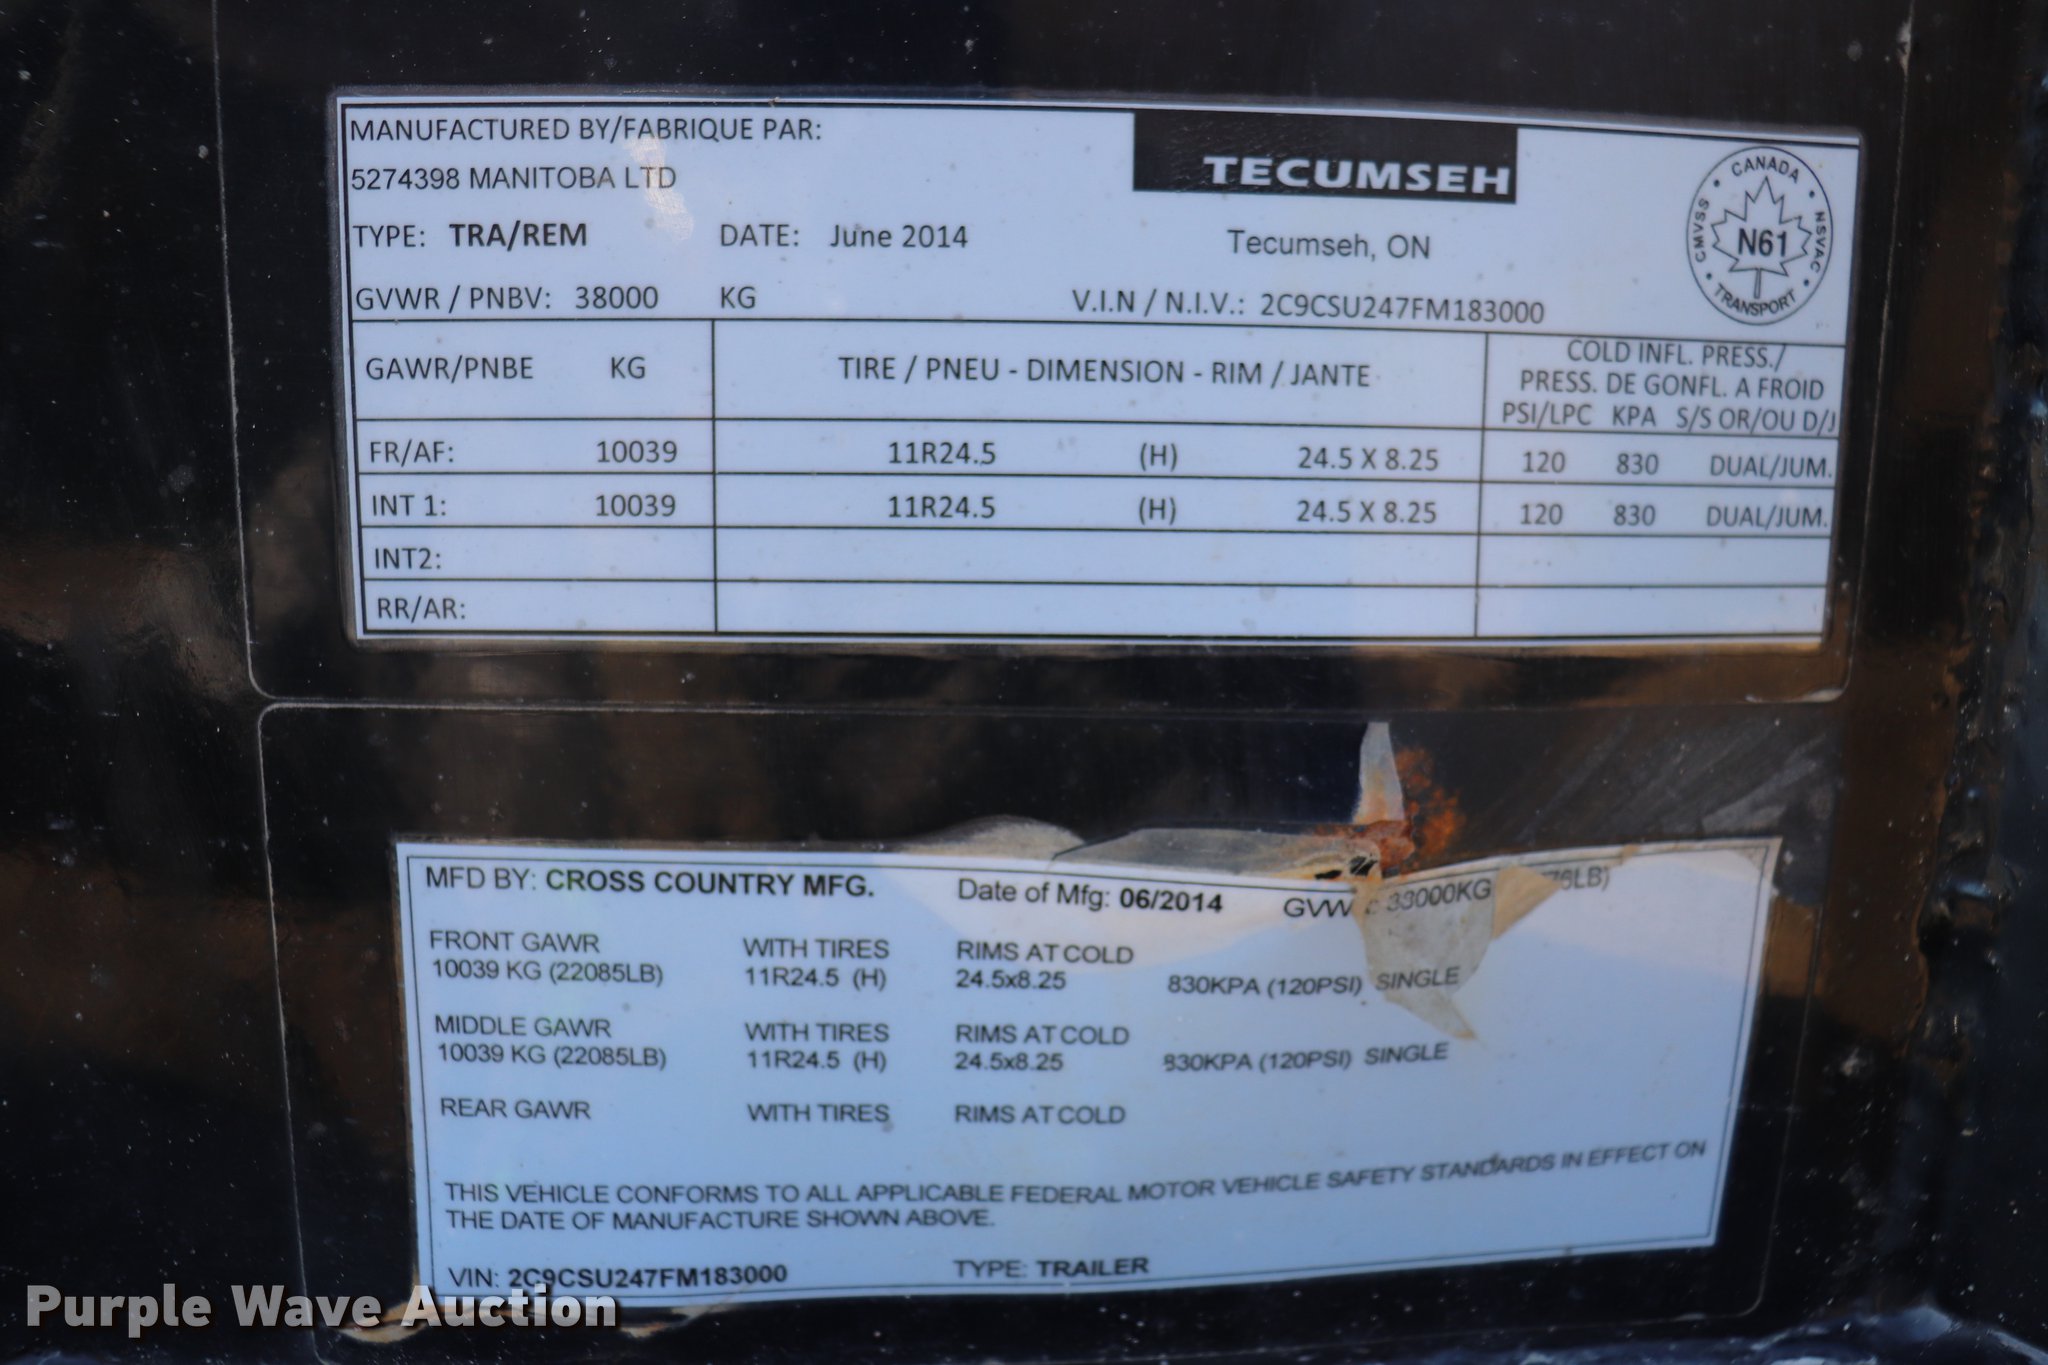 MANUFACTURED BY/FABRIQUE PAR:
5274398 MANITOBA LTD
TECUMSEH
TYPE: TRA/REM DATE: June 2014 Tecumseh, ON
CANADA
CMVSS N61 NSVAC
TRANSPORT
GVWR / PNBV: 38000 KG V.I.N / N.I.V.: 2C9CSU247FM183000
GAWR/PNBE KG TIRE / PNEU - DIMENSION - RIM / JANTE
COLD INFL. PRESS./
PRESS. DE GONFL. A FROID
PSI/LPC KPA S/S OR/OU D/J
FR/AF: 10039 11R24.5 (H) 24.5 X 8.25 120 830 DUAL/JUM.
INT 1: 10039 11R24.5 (H) 24.5 X 8.25 120 830 DUAL/JUM.
INT2:
RR/AR:
MFD BY: CROSS COUNTRY MFG. Date of Mfg: 06/2014
FRONT GAWR WITH TIRES RIMS AT COLD
10039 KG (22085LB) 11R24.5 (H) 24.5x8.25 830KPA (120PSI) SINGLE
MIDDLE GAWR WITH TIRES RIMS AT COLD
10039 KG (22085LB) 11R24.5 (H) 24.5x8.25 830KPA (120PSI) SINGLE
REAR GAWR WITH TIRES RIMS AT COLD
THIS VEHICLE CONFORMS TO ALL APPLICABLE FEDERAL MOTOR VEHICLE SAFETY STANDARDS IN EFFECT ON
THE DATE OF MANUFACTURE SHOWN ABOVE.
VIN: 2C9CSU247FM183000 TYPE: TRAILER
Purple Wave Auction